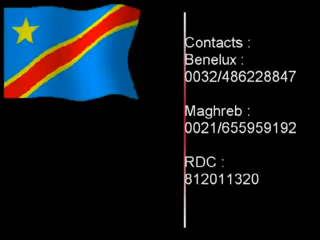 Contacts :
Benelux :
0032/486228847
Maghreb :
0021/655959192
RDC :
812011320